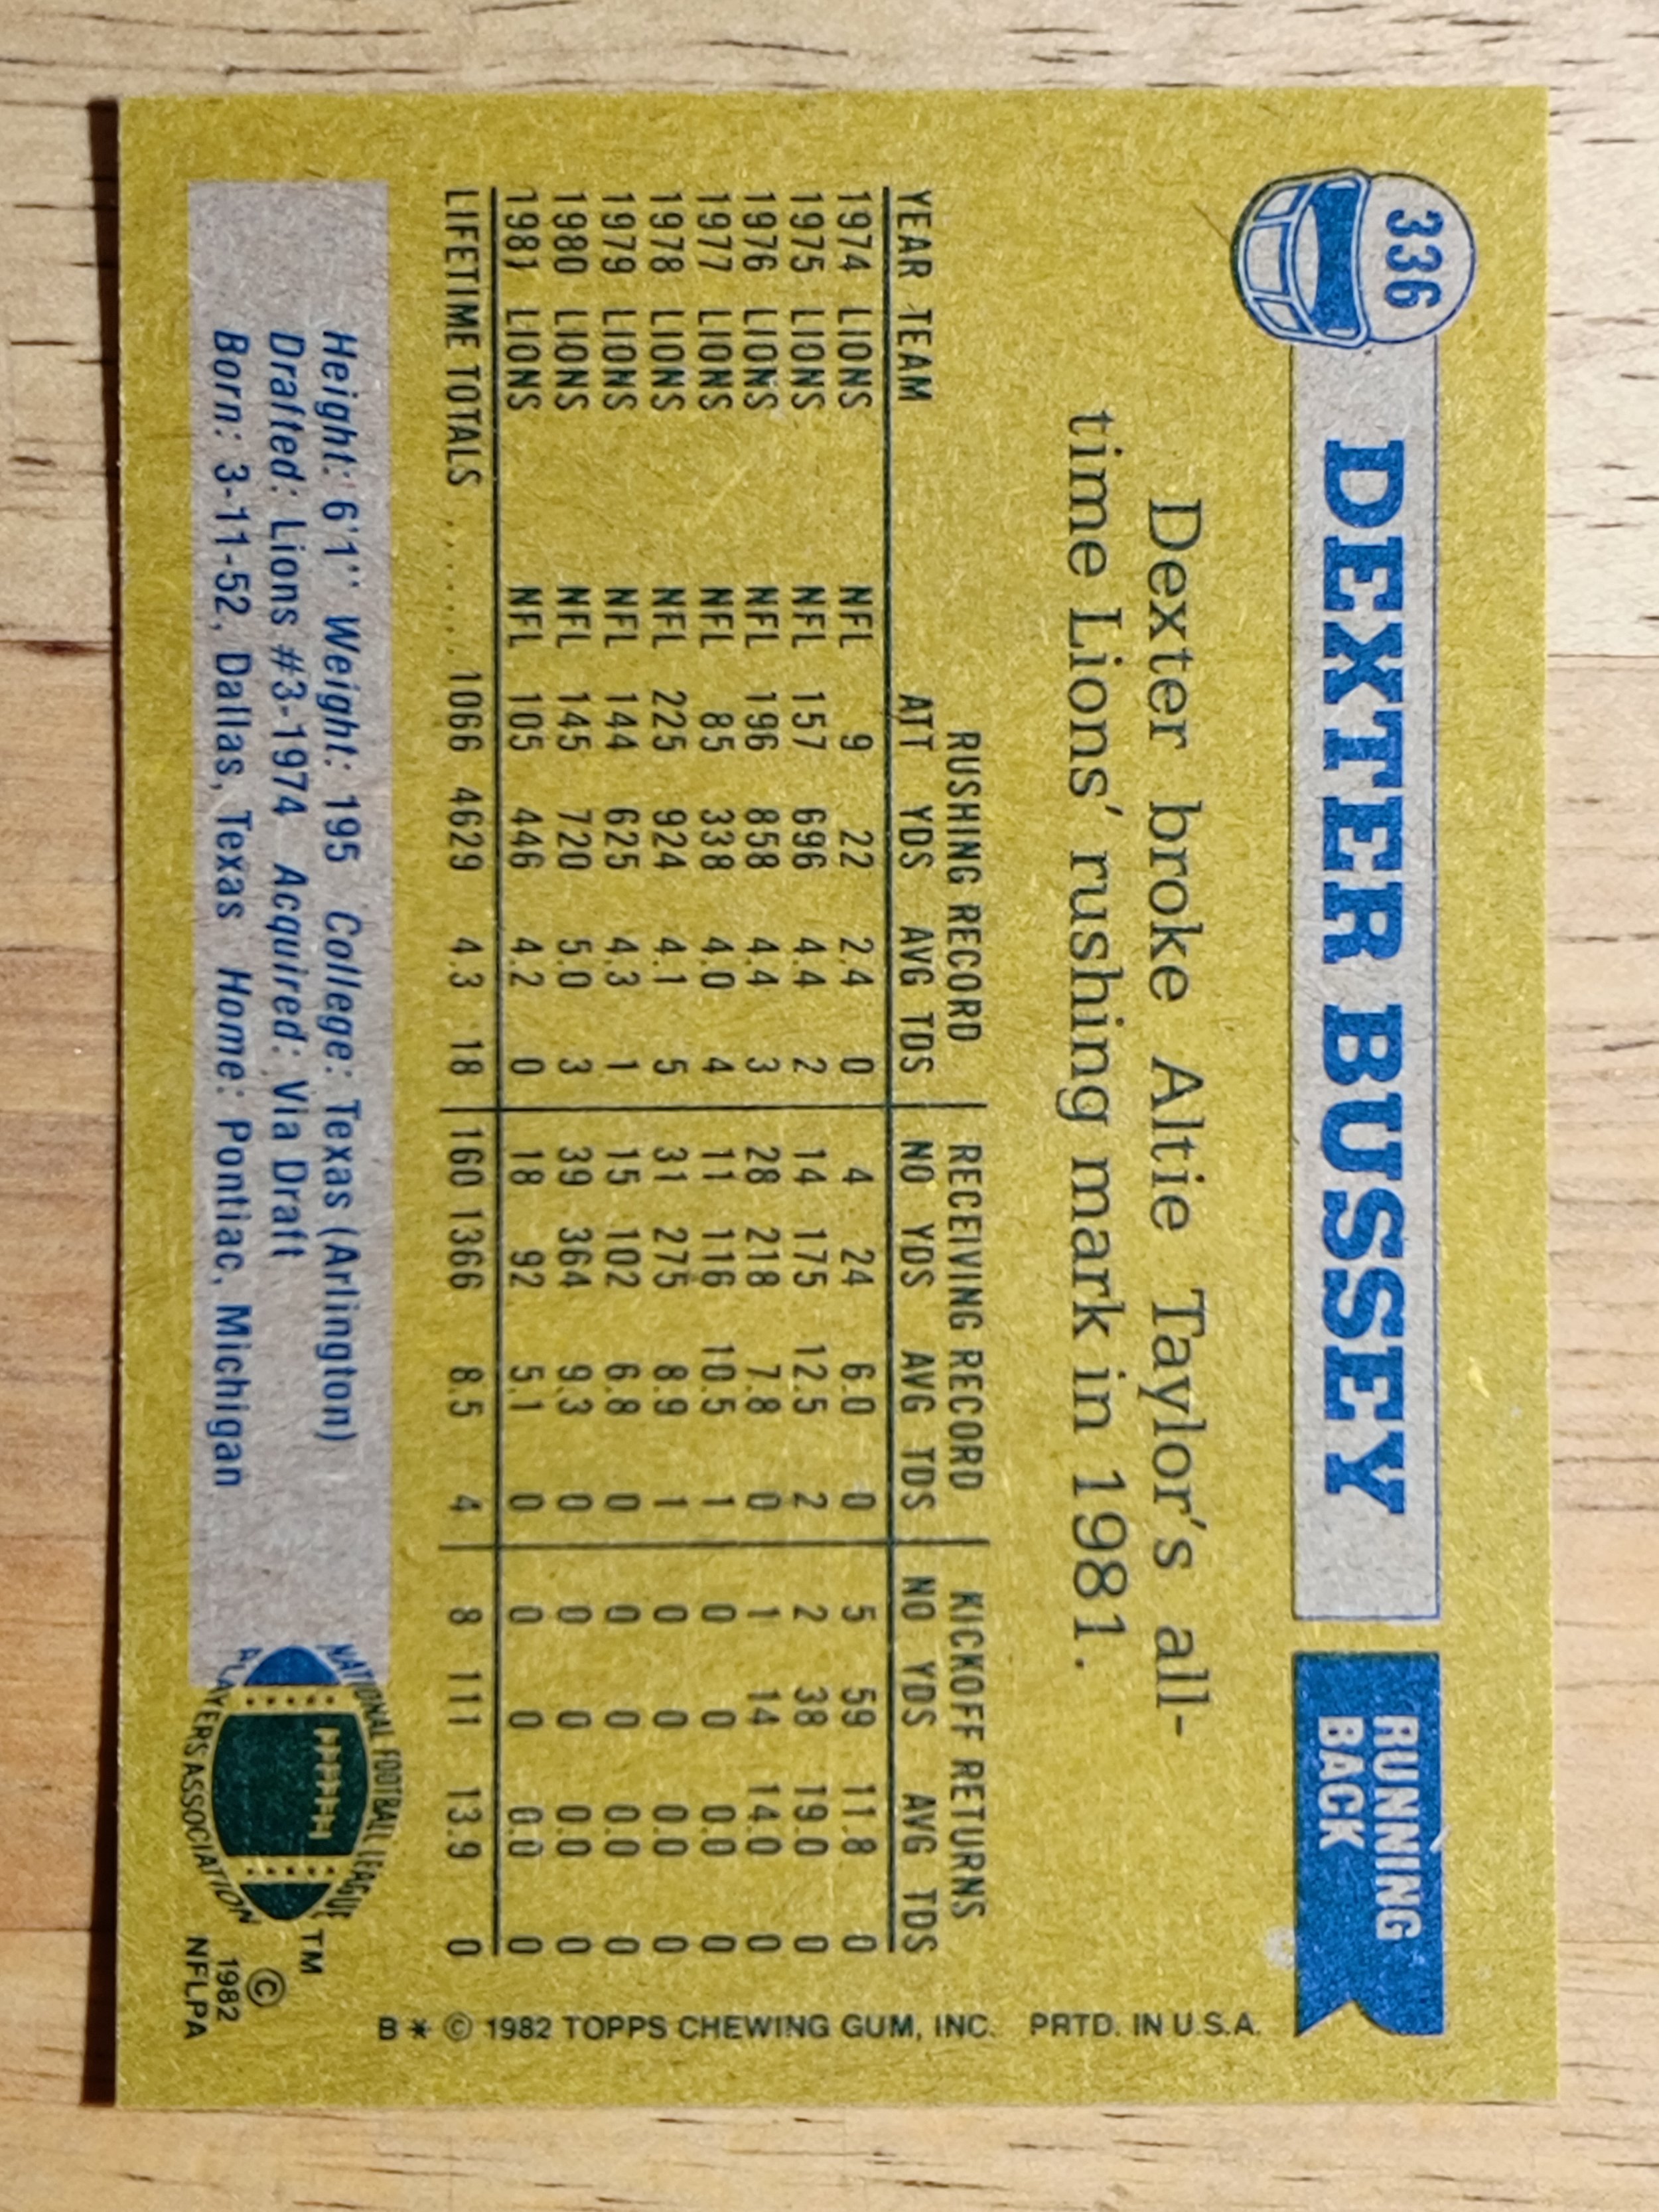 336
DEXTER BUSSEY
RUNNING
BACK
Dexter broke Altie Taylor's all-
time Lions' rushing mark in 1981.
RUSHING RECORD RECEIVING RECORD KICKOFF RETURNS
YEAR TEAM ATT YDS AVG TDS NO YDS AVG TDS NO YDS AVG TDS
1974 LIONS NFL 9 22 2.4 0 4 24 6.0 0 5 59 11.8 0
1975 LIONS NFL 157 696 4.4 2 14 175 12.5 2 2 38 19.0 0
1976 LIONS NFL 196 858 4.4 3 28 218 7.8 0 1 14 14.0 0
1977 LIONS NFL 85 338 4.0 4 11 116 10.5 1 0 0 0.0 0
1978 LIONS NFL 225 924 4.1 5 31 275 8.9 1 0 0 0.0 0
1979 LIONS NFL 144 625 4.3 1 15 102 6.8 0 0 0 0.0 0
1980 LIONS NFL 145 720 5.0 3 39 364 9.3 0 0 0 0.0 0
1981 LIONS NFL 105 446 4.2 0 18 92 5.1 0 0 0 0.0 0
LIFETIME TOTALS ........ 1066 4629 4.3 18 160 1366 8.5 4 8 111 13.9 0
Height: 6'1'' Weight: 195 College: Texas (Arlington)
Drafted: Lions #3-1974 Acquired: Via Draft
Born: 3-11-52, Dallas, Texas Home: Pontiac, Michigan
NATIONAL FOOTBALL LEAGUE
PLAYERS ASSOCIATION
TM
©
1982
NFLPA
B * © 1982 TOPPS CHEWING GUM, INC. PRTD. IN U.S.A.